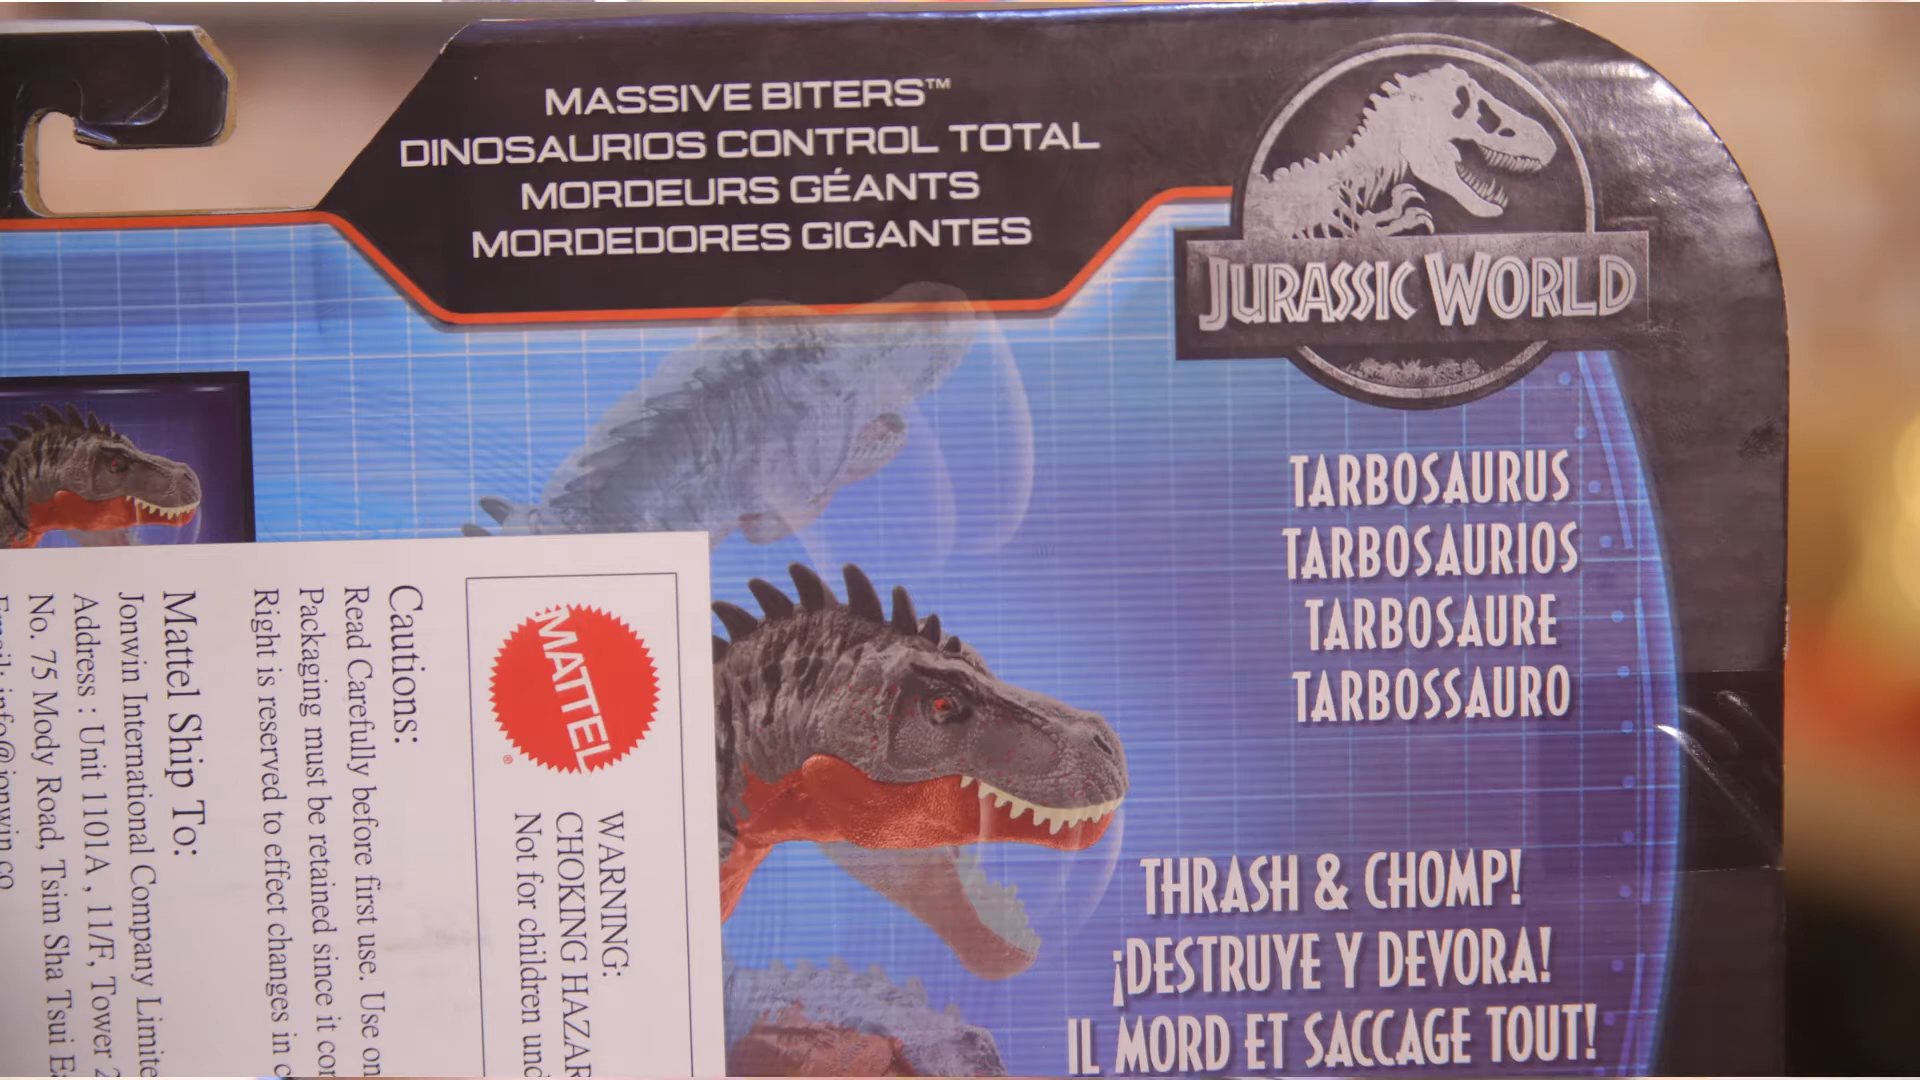 MASSIVE BITERS™
DINOSAURIOS CONTROL TOTAL
MORDEURS GÉANTS
MORDEDORES GIGANTES
JURASSIC WORLD
TARBOSAURUS
TARBOSAURIOS
TARBOSAURE
TARBOSSAURO
THRASH & CHOMP!
¡DESTRUYE Y DEVORA!
IL MORD ET SACCAGE TOUT!
MATTEL®
WARNING:
CHOKING HAZAR
Not for children und
Cautions:
Read Carefully before first use. Use on
Packaging must be retained since it con
Right is reserved to effect changes in c
Mattel Ship To:
Jonwin International Company Limite
Address : Unit 1101A , 11/F, Tower 2
No. 75 Mody Road, Tsim Sha Tsui Ea